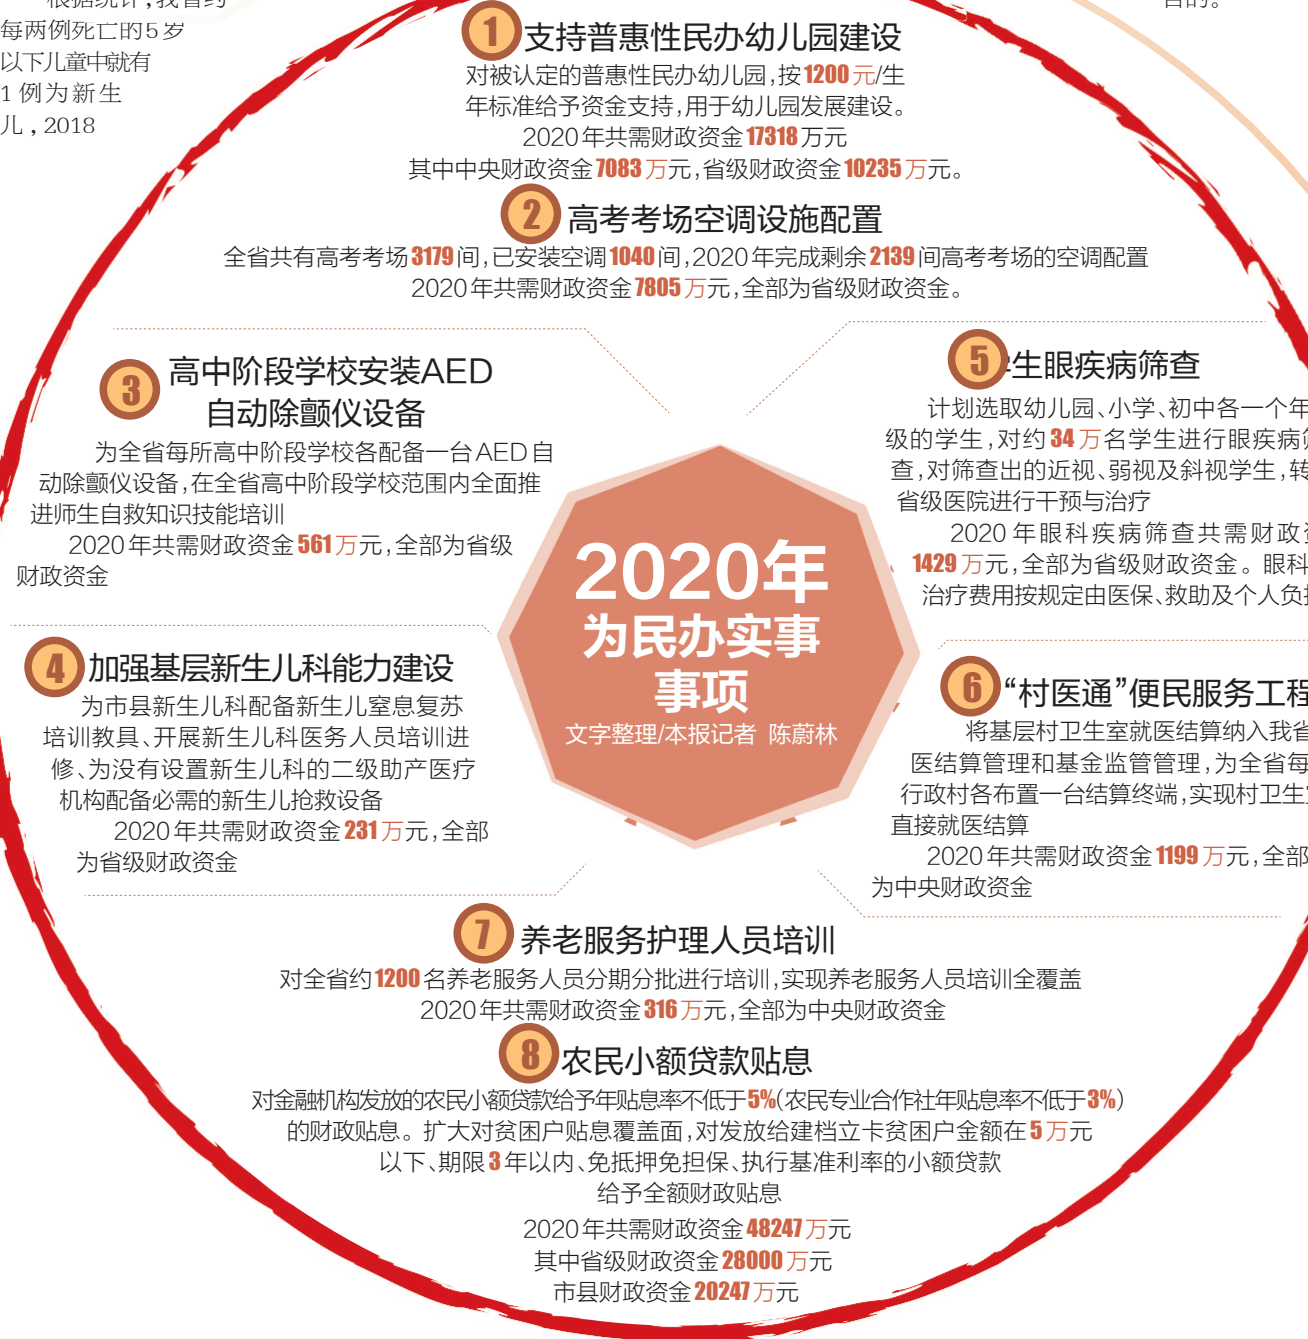 每两例死亡的5岁
以下儿童中就有
1例为新生
儿，2018
目的。
1 支持普惠性民办幼儿园建设
对被认定的普惠性民办幼儿园，按1200元/生
年标准给予资金支持，用于幼儿园发展建设。
2020年共需财政资金17318万元
其中中央财政资金7083万元，省级财政资金10235万元。
2 高考考场空调设施配置
全省共有高考考场3179间，已安装空调1040间，2020年完成剩余2139间高考考场的空调配置
2020年共需财政资金7805万元，全部为省级财政资金。
3 高中阶段学校安装AED
自动除颤仪设备
为全省每所高中阶段学校各配备一台AED自
动除颤仪设备，在全省高中阶段学校范围内全面推
进师生自救知识技能培训
2020年共需财政资金561万元，全部为省级
财政资金
4 加强基层新生儿科能力建设
为市县新生儿科配备新生儿窒息复苏
培训教具、开展新生儿科医务人员培训进
修、为没有设置新生儿科的二级助产医疗
机构配备必需的新生儿抢救设备
2020年共需财政资金231万元，全部
为省级财政资金
2020年
为民办实事
事项
文字整理/本报记者 陈蔚林
5 生眼疾病筛查
计划选取幼儿园、小学、初中各一个年
级的学生，对约34万名学生进行眼疾病筛
查，对筛查出的近视、弱视及斜视学生，转
省级医院进行干预与治疗
2020年眼科疾病筛查共需财政资
1429万元，全部为省级财政资金。眼科
治疗费用按规定由医保、救助及个人负担
6 “村医通”便民服务工程
将基层村卫生室就医结算纳入我省
医结算管理和基金监管管理，为全省每
行政村各布置一台结算终端，实现村卫生室
直接就医结算
2020年共需财政资金1199万元，全部
为中央财政资金
7 养老服务护理人员培训
对全省约1200名养老服务人员分期分批进行培训，实现养老服务人员培训全覆盖
2020年共需财政资金316万元，全部为中央财政资金
8 农民小额贷款贴息
对金融机构发放的农民小额贷款给予年贴息率不低于5%（农民专业合作社年贴息率不低于3%）
的财政贴息。扩大对贫困户贴息覆盖面，对发放给建档立卡贫困户金额在5万元
以下、期限3年以内、免抵押免担保、执行基准利率的小额贷款
给予全额财政贴息
2020年共需财政资金48247万元
其中省级财政资金28000万元
市县财政资金20247万元